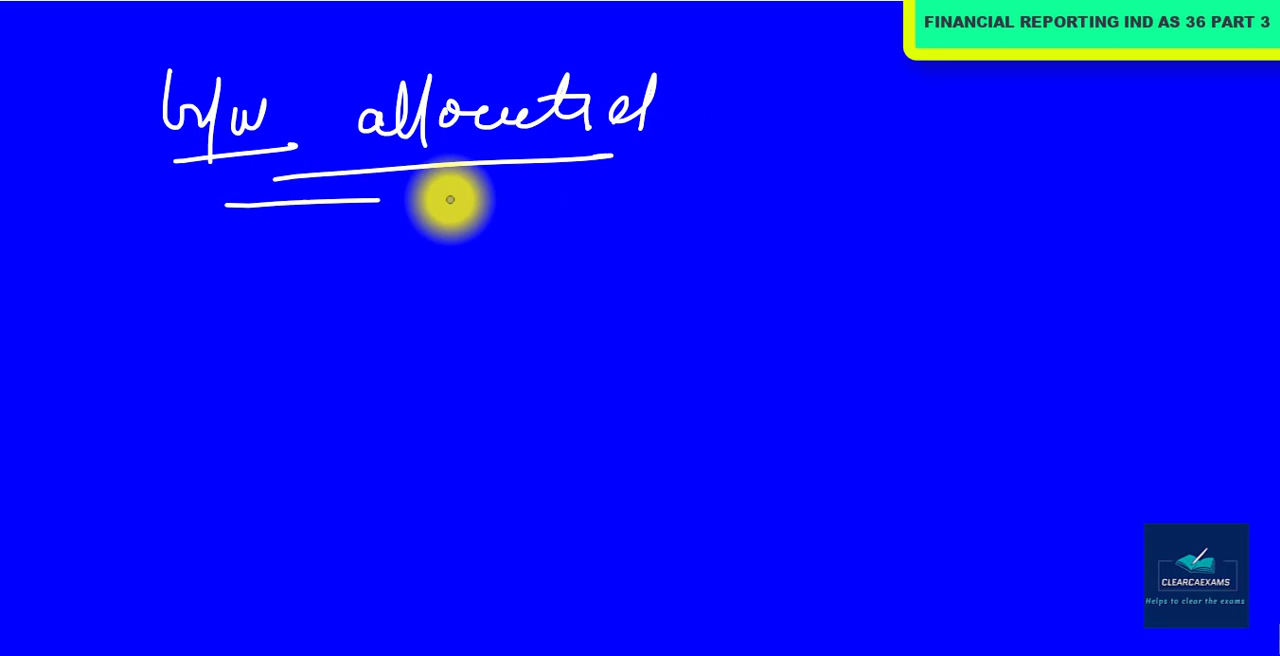 FINANCIAL REPORTING IND AS 36 PART 3
b/w allocated
CLEARCAEXAMS
Helps to clear the exams